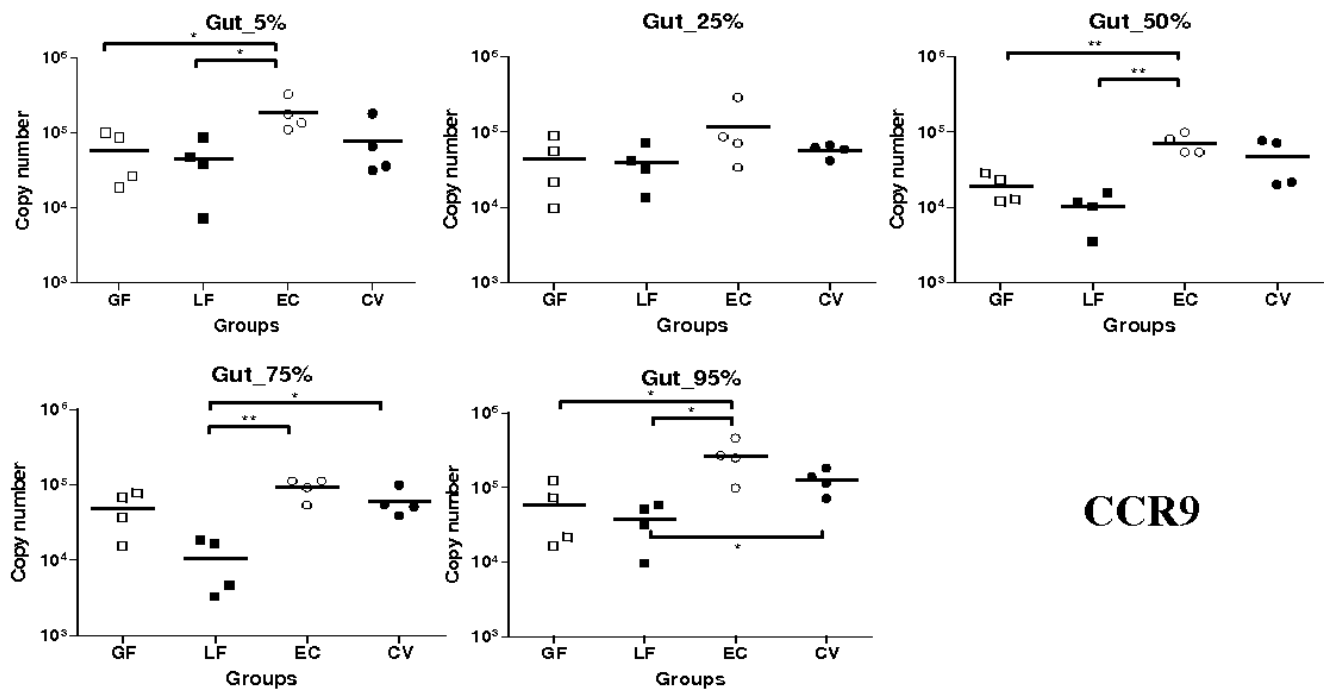 Gut_5%
*
*
10⁶
10⁵
10⁴
10³
Copy number
GF LF EC CV
Groups
Gut_25%
10⁶
10⁵
10⁴
10³
Copy number
GF LF EC CV
Groups
Gut_50%
**
**
10⁶
10⁵
10⁴
10³
Copy number
GF LF EC CV
Groups
Gut_75%
*
**
10⁶
10⁵
10⁴
10³
Copy number
GF LF EC CV
Groups
Gut_95%
*
*
*
10⁶
10⁵
10⁴
10³
Copy number
GF LF EC CV
Groups
CCR9